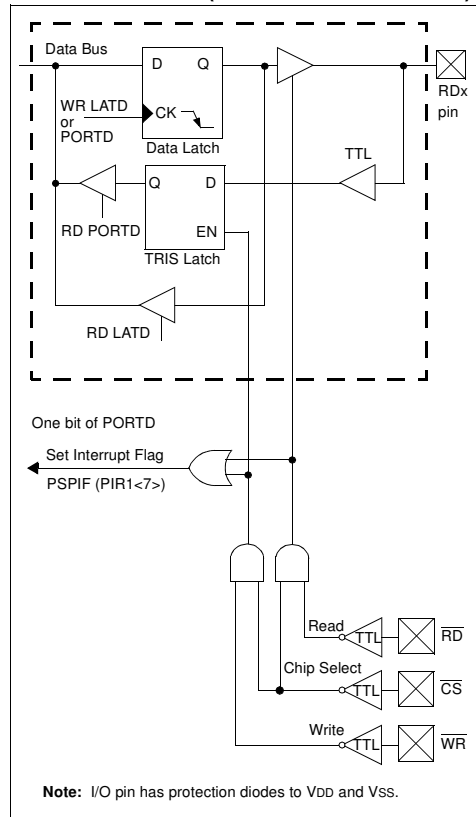 Data Bus
D Q
RDx
pin
WR LATD
or
PORTD
CK
Data Latch
TTL
Q D
RD PORTD
EN
TRIS Latch
RD LATD
One bit of PORTD
Set Interrupt Flag
PSPIF (PIR1<7>)
Read
TTL
RD
Chip Select
TTL
CS
Write
TTL
WR
Note: I/O pin has protection diodes to VDD and VSS.